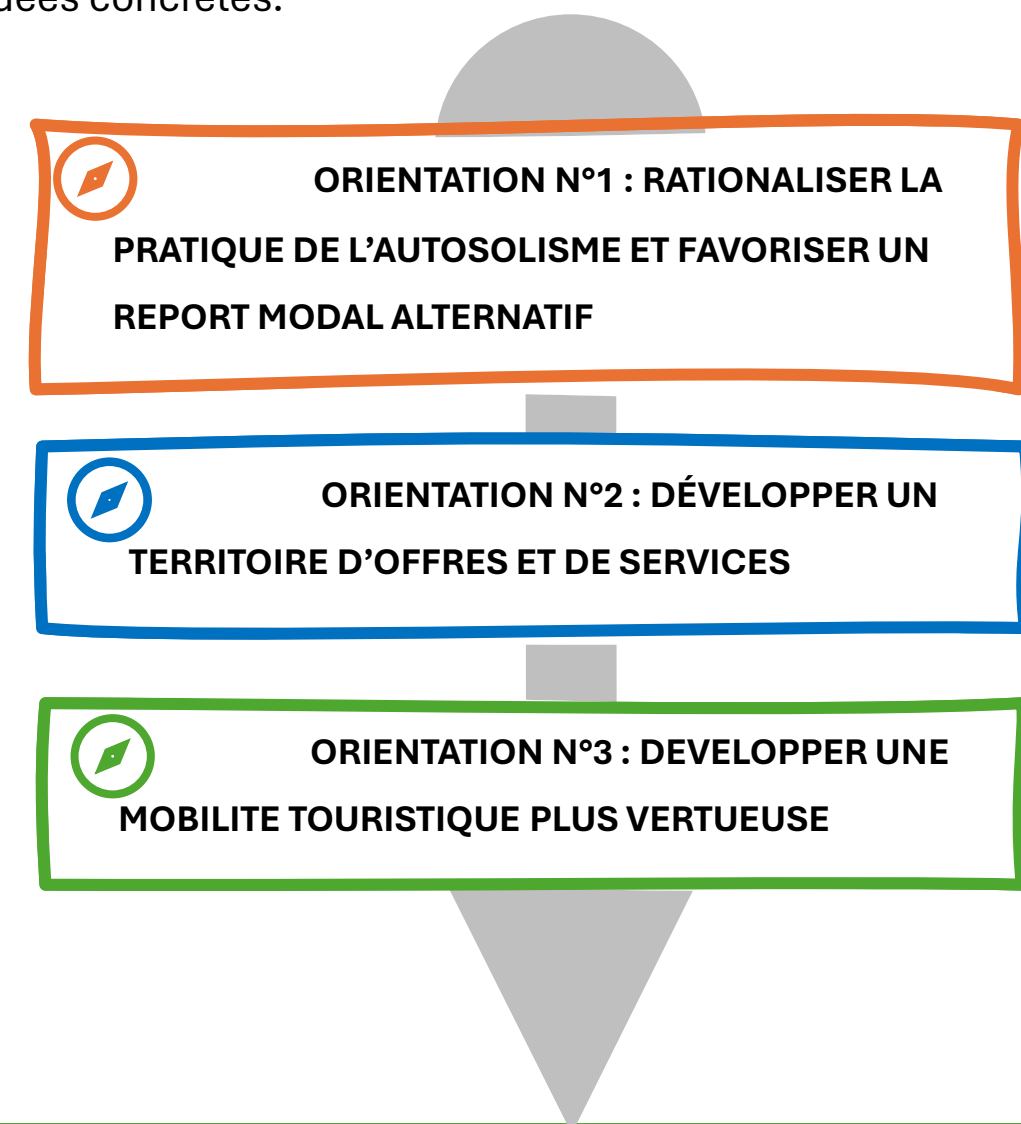 concrètes.
ORIENTATION N°1 : RATIONALISER LA
PRATIQUE DE L’AUTOSOLISME ET FAVORISER UN
REPORT MODAL ALTERNATIF
ORIENTATION N°2 : DÉVELOPPER UN
TERRITOIRE D’OFFRES ET DE SERVICES
ORIENTATION N°3 : DEVELOPPER UNE
MOBILITE TOURISTIQUE PLUS VERTUEUSE